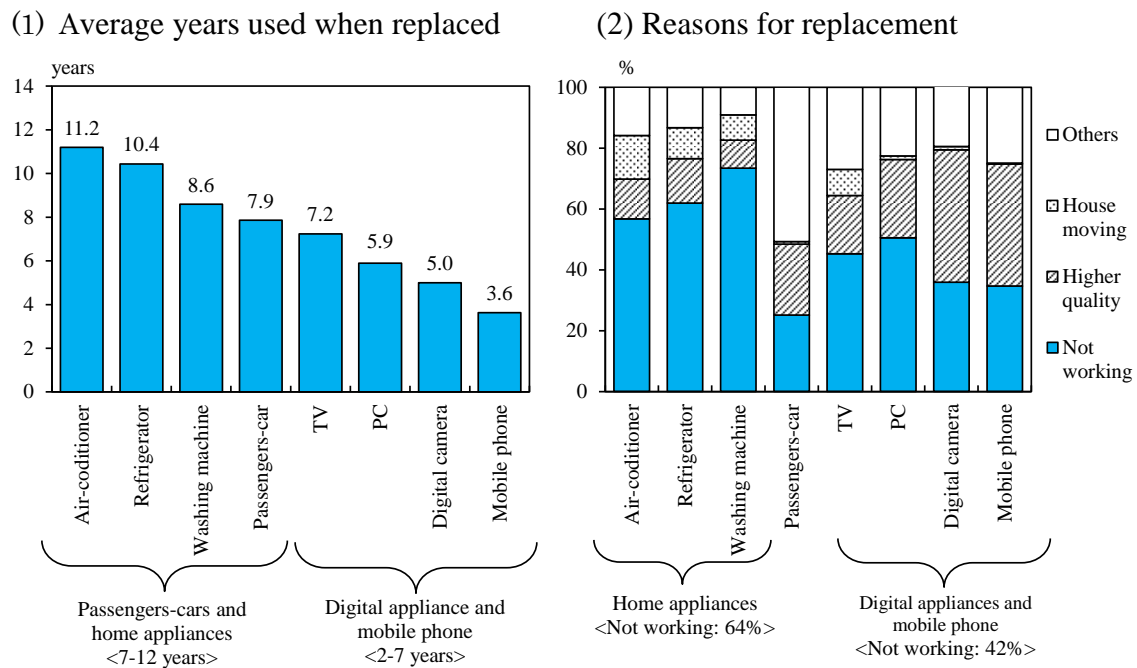 (1) Average years used when replaced
years
14
12
10
8
6
4
2
0
11.2
10.4
8.6
7.9
7.2
5.9
5.0
3.6
Air-coditioner
Refrigerator
Washing machine
Passengers-car
TV
PC
Digital camera
Mobile phone
Passengers-cars and
home appliances
<7-12 years>
Digital appliance and
mobile phone
<2-7 years>
(2) Reasons for replacement
%
100
80
60
40
20
0
Others
House
moving
Higher
quality
Not
working
Air-coditioner
Refrigerator
Washing machine
Passengers-car
TV
PC
Digital camera
Mobile phone
Home appliances
<Not working: 64%>
Digital appliances and
mobile phone
<Not working: 42%>